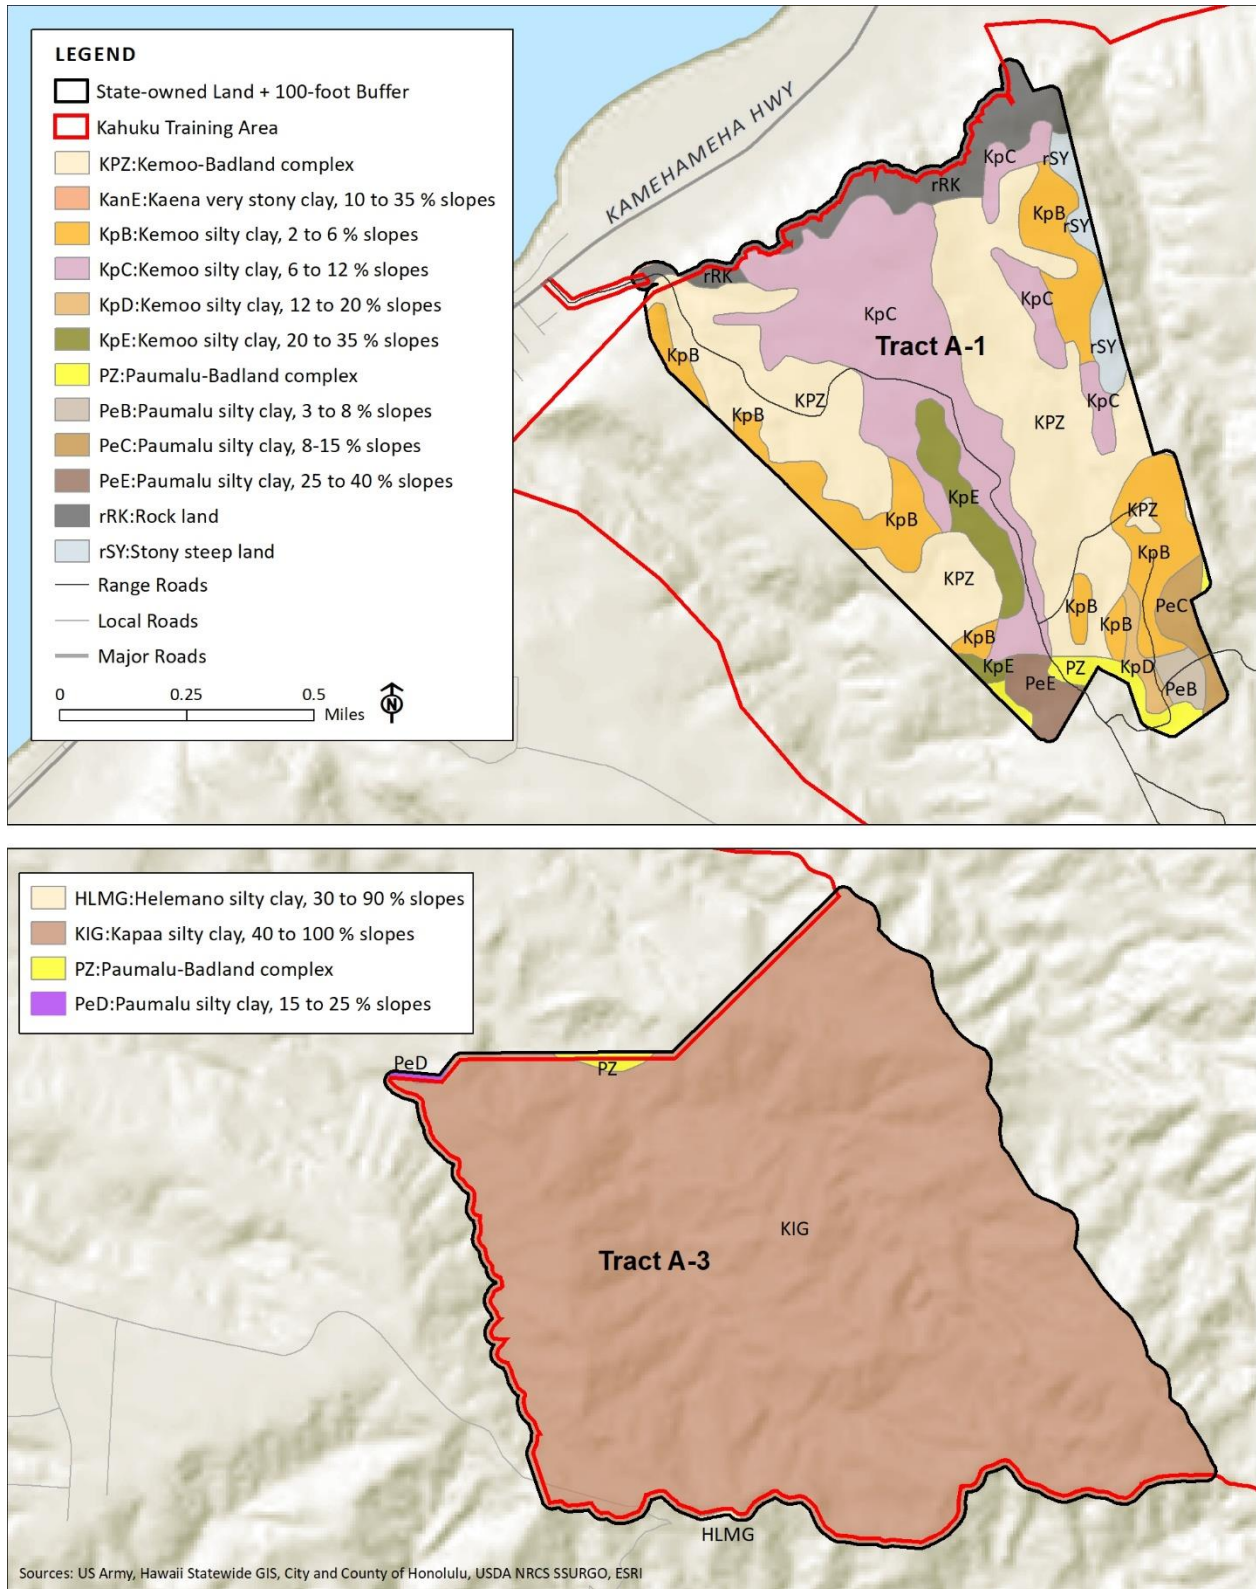 LEGEND
State-owned Land + 100-foot Buffer
Kahuku Training Area
KPZ:Kemoo-Badland complex
KanE:Kaena very stony clay, 10 to 35 % slopes
KpB:Kemoo silty clay, 2 to 6 % slopes
KpC:Kemoo silty clay, 6 to 12 % slopes
KpD:Kemoo silty clay, 12 to 20 % slopes
KpE:Kemoo silty clay, 20 to 35 % slopes
PZ:Paumalu-Badland complex
PeB:Paumalu silty clay, 3 to 8 % slopes
PeC:Paumalu silty clay, 8-15 % slopes
PeE:Paumalu silty clay, 25 to 40 % slopes
rRK:Rock land
rSY:Stony steep land
Range Roads
Local Roads
Major Roads
0 0.25 0.5
Miles
N
KAMEHAMEHA HWY
KpC
rSY
rRK
KpB
rSY
rRK
KpC
KpC
Tract A-1
rSY
KpB
KPZ
KpC
KpB
KPZ
KpE
KPZ
KpB
KpB
KPZ
KpB
PeC
KpB
KpB
KpE
PZ
KpD
PeE
PeB
HLMG:Helemano silty clay, 30 to 90 % slopes
KIG:Kapaa silty clay, 40 to 100 % slopes
PZ:Paumalu-Badland complex
PeD:Paumalu silty clay, 15 to 25 % slopes
PeD
PZ
KIG
Tract A-3
HLMG
Sources: US Army, Hawaii Statewide GIS, City and County of Honolulu, USDA NRCS SSURGO, ESRI